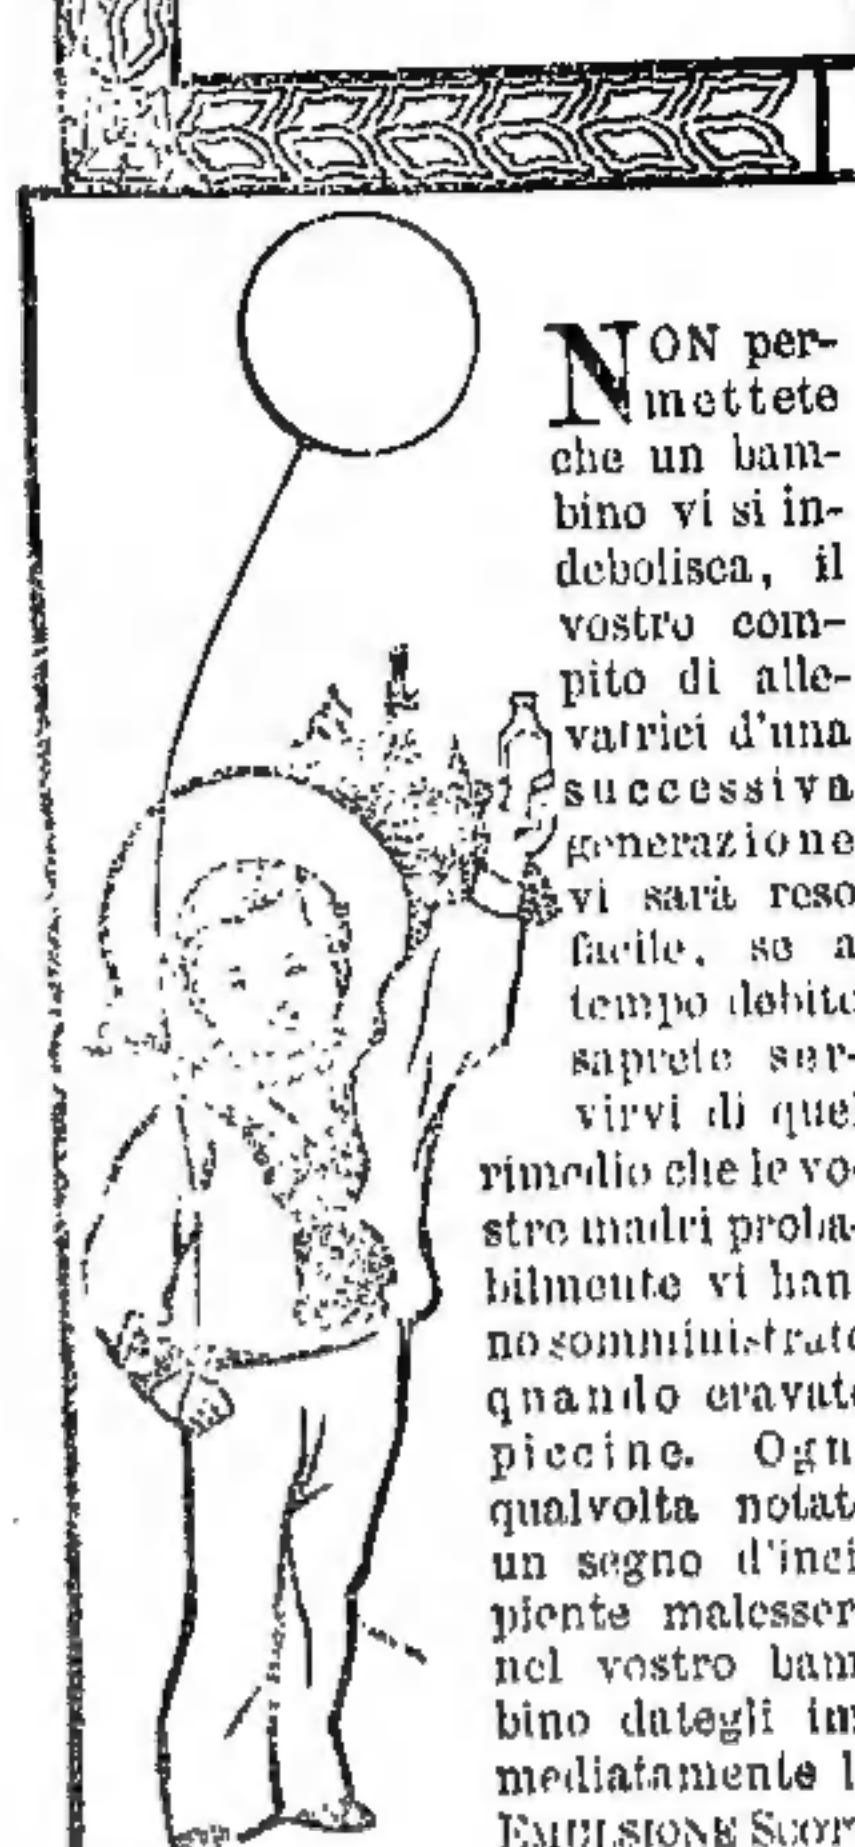 NON per-
mettete
che un bam-
bino vi si in-
debolisca, il
vostro com-
pito di alle-
vatrici d'una
successiva
generazione
vi sarà reso
facile, se a
tempo debito
saprete ser-
virvi di quel
rimedio che le vo-
stre madri proba-
bilmente vi han
no somministrato
quando eravate
piccine. Ogn
qualvolta notat
un segno d'inci
piente malesser
nel vostro bam
bino dategli im
mediatamente l
EMULSIONE SCOTT